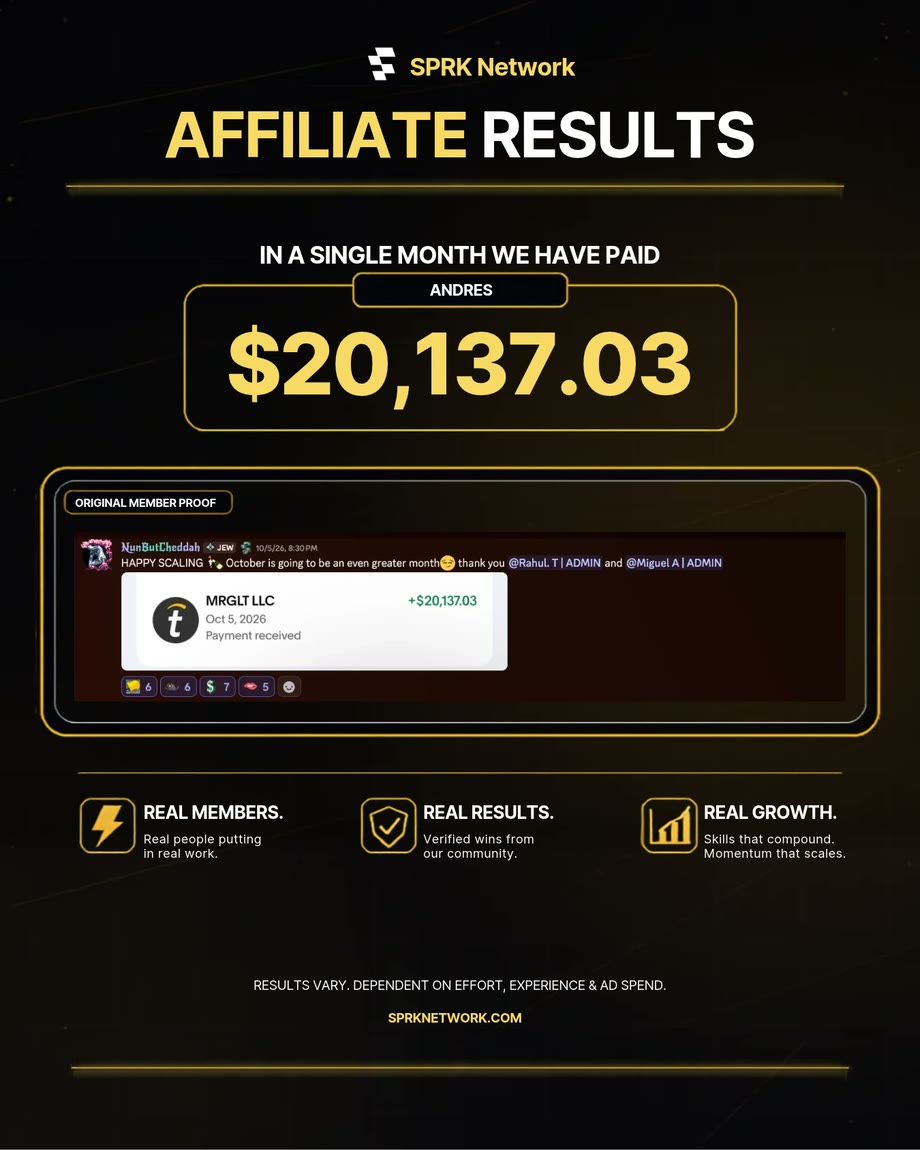 SPRK Network
AFFILIATE RESULTS
IN A SINGLE MONTH WE HAVE PAID
ANDRES
$20,137.03
ORIGINAL MEMBER PROOF
NunButCheddah JEW 10/5/26, 8:30 PM
HAPPY SCALING October is going to be an even greater month😏 thank you @Rahul. T | ADMIN and @Miguel A | ADMIN
MRGLT LLC +$20,137.03
Oct 5, 2026
Payment received
6 6 7 5
REAL MEMBERS.
Real people putting
in real work.
REAL RESULTS.
Verified wins from
our community.
REAL GROWTH.
Skills that compound.
Momentum that scales.
RESULTS VARY. DEPENDENT ON EFFORT, EXPERIENCE & AD SPEND.
SPRKNETWORK.COM